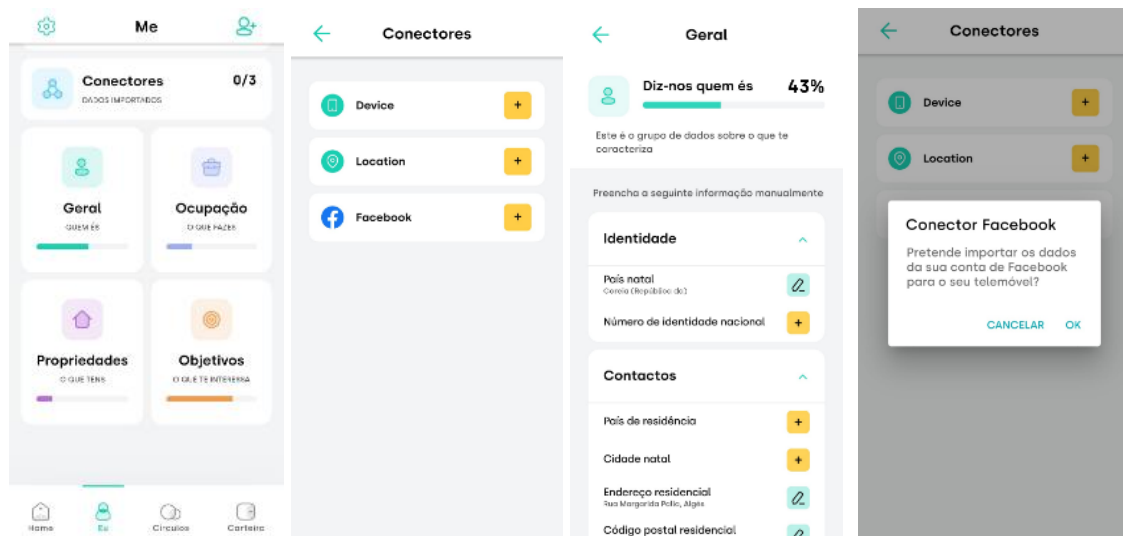 Me
Conectores
0/3
DADOS IMPORTADOS
Geral
QUEM ÉS
Ocupação
O QUE FAZES
Propriedades
O QUE TENS
Objetivos
O QUE TE INTERESSA
Home
Eu
Círculos
Carteira
Conectores
Device
+
Location
+
Facebook
+
Geral
Diz-nos quem és
43%
Este é o grupo de dados sobre o que te
caracteriza
Preencha a seguinte informação manualmente
Identidade
País natal
Coreia (República da)
Número de identidade nacional
+
Contactos
País de residência
+
Cidade natal
+
Endereço residencial
Rua Margarida Palla, Algés
Código postal residencial
Conectores
Device
+
Location
+
Conector Facebook
Pretende importar os dados
da sua conta de Facebook
para o seu telemóvel?
CANCELAR
OK